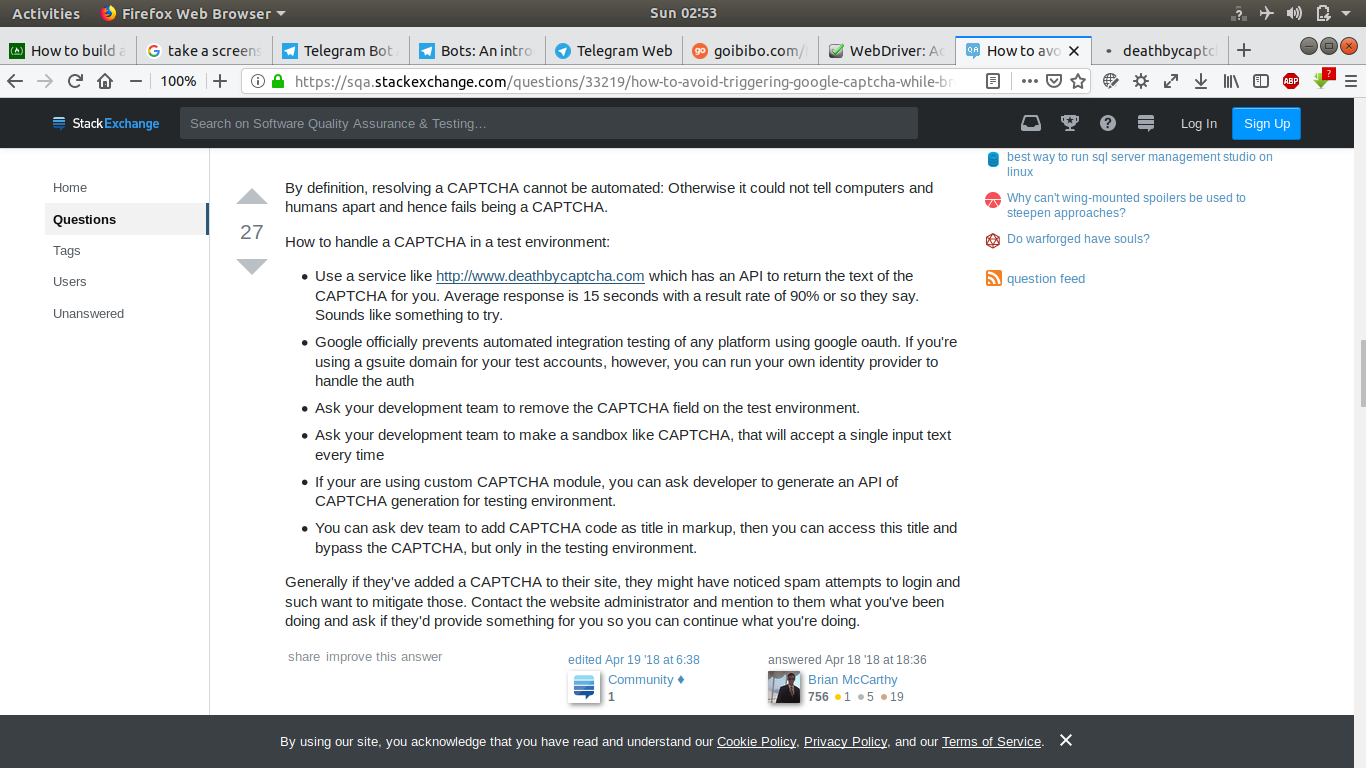 Activities Firefox Web Browser Sun 02:53
How to build a take a screens Telegram Bot A Bots: An intro Telegram Web goibibo.com/ WebDriver: Ac How to avo deathbycaptc
100% https://sqa.stackexchange.com/questions/33219/how-to-avoid-triggering-google-captcha-while-br ABP ?
StackExchange Search on Software Quality Assurance & Testing… Log In Sign Up
Home
Questions
Tags
Users
Unanswered
27
By definition, resolving a CAPTCHA cannot be automated: Otherwise it could not tell computers and
humans apart and hence fails being a CAPTCHA.
How to handle a CAPTCHA in a test environment:
Use a service like http://www.deathbycaptcha.com which has an API to return the text of the
CAPTCHA for you. Average response is 15 seconds with a result rate of 90% or so they say.
Sounds like something to try.
Google officially prevents automated integration testing of any platform using google oauth. If you're
using a gsuite domain for your test accounts, however, you can run your own identity provider to
handle the auth
Ask your development team to remove the CAPTCHA field on the test environment.
Ask your development team to make a sandbox like CAPTCHA, that will accept a single input text
every time
If your are using custom CAPTCHA module, you can ask developer to generate an API of
CAPTCHA generation for testing environment.
You can ask dev team to add CAPTCHA code as title in markup, then you can access this title and
bypass the CAPTCHA, but only in the testing environment.
Generally if they've added a CAPTCHA to their site, they might have noticed spam attempts to login and
such want to mitigate those. Contact the website administrator and mention to them what you've been
doing and ask if they'd provide something for you so you can continue what you're doing.
share improve this answer
edited Apr 19 '18 at 6:38
Community ♦
1
answered Apr 18 '18 at 18:36
Brian McCarthy
756 ●1 ●5 ●19
best way to run sql server management studio on
linux
Why can't wing-mounted spoilers be used to
steepen approaches?
Do warforged have souls?
question feed
By using our site, you acknowledge that you have read and understand our Cookie Policy, Privacy Policy, and our Terms of Service.